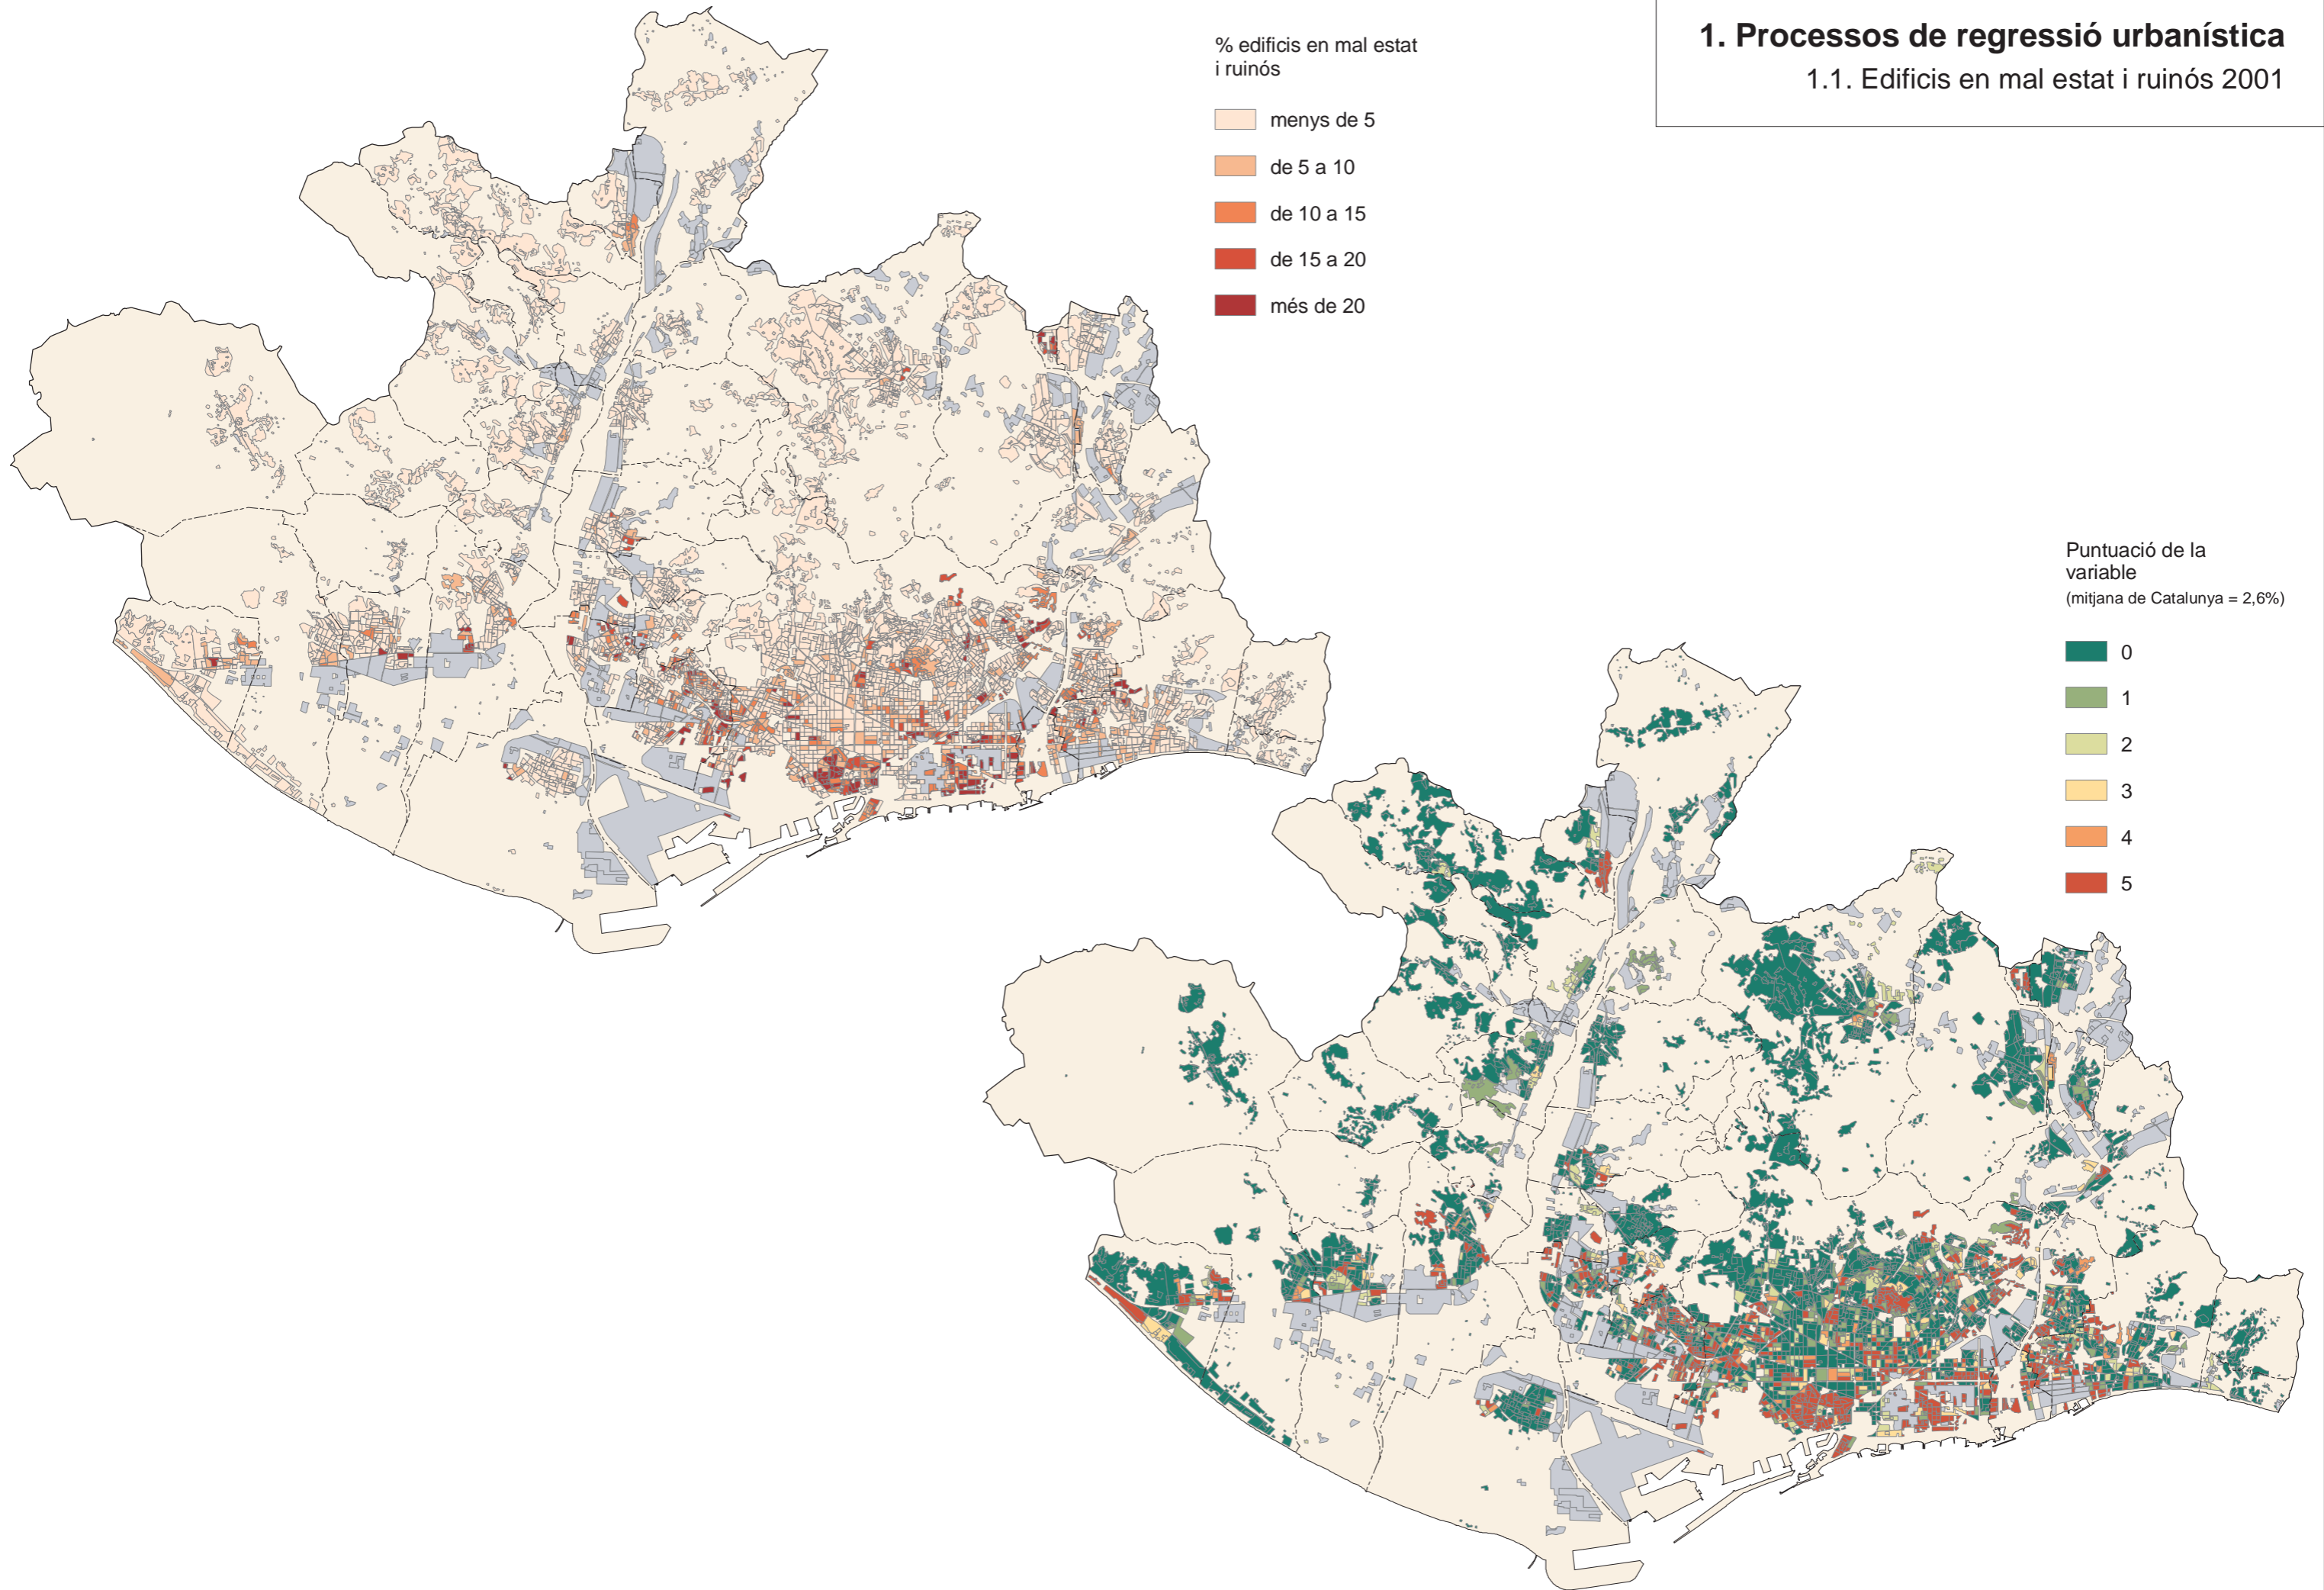 1. Processos de regressió urbanística
1.1. Edificis en mal estat i ruinós 2001
% edificis en mal estat
i ruinós
menys de 5
de 5 a 10
de 10 a 15
de 15 a 20
més de 20
Puntuació de la
variable
(mitjana de Catalunya = 2,6%)
0
1
2
3
4
5